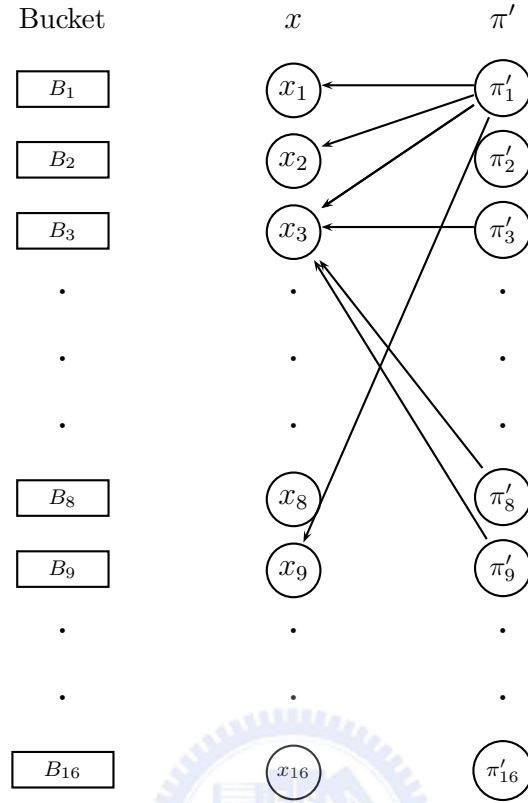 Bucket x π′
B₁ x₁ π′₁
B₂ x₂ π′₂
B₃ x₃ π′₃
. . .
. . .
. . .
B₈ x₈ π′₈
B₉ x₉ π′₉
. . .
. . .
B₁₆ x₁₆ π′₁₆